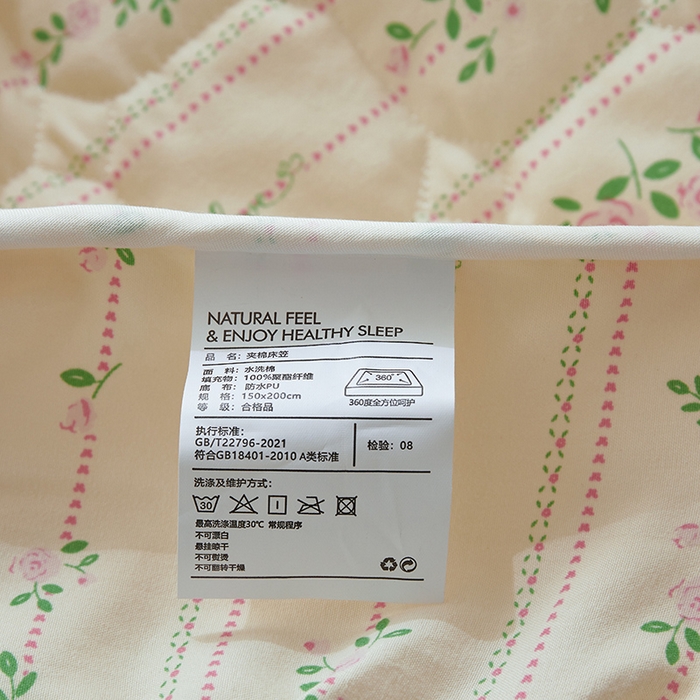 NATURAL FEEL
& ENJOY HEALTHY SLEEP
品 名：夹棉床笠
面 料：水洗棉
填充物：100%聚酯纤维
底 布：防水PU
规 格：150x200cm
等 级：合格品
360°
360度全方位呵护
执行标准：
GB/T22796-2021
符合GB18401-2010 A类标准
检验：08
洗涤及维护方式：
30
最高洗涤温度30℃ 常规程序
不可漂白
悬挂晾干
不可熨烫
不可翻转干燥